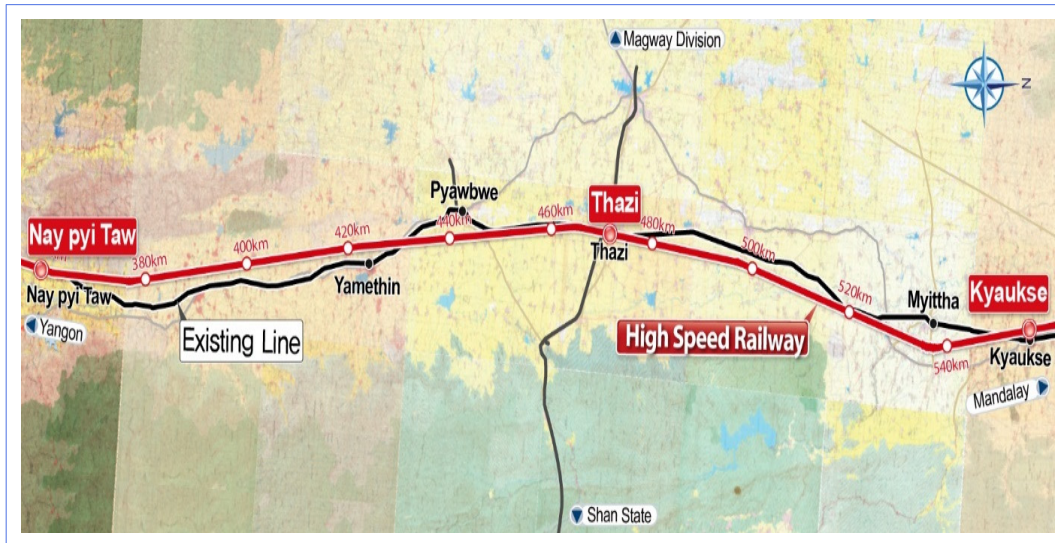 Magway Division
N
Pyawbwe
Thazi
Nay pyi Taw
380km
400km
420km
440km
460km
Thazi
480km
500km
520km
Nay pyi Taw
Yamethin
Myittha
Kyaukse
Yangon
Existing Line
High Speed Railway
540km
Kyaukse
Mandalay
Shan State